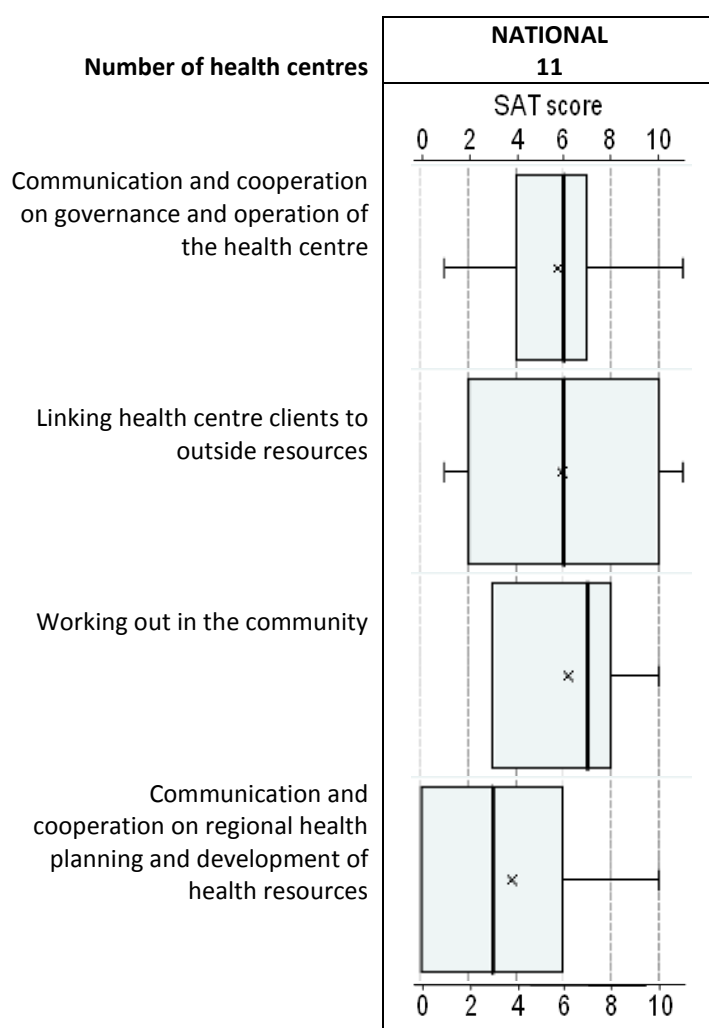 NATIONAL
Number of health centres 11
SAT score
0 2 4 6 8 10
Communication and cooperation
on governance and operation of
the health centre
Linking health centre clients to
outside resources
Working out in the community
Communication and
cooperation on regional health
planning and development of
health resources
0 2 4 6 8 10